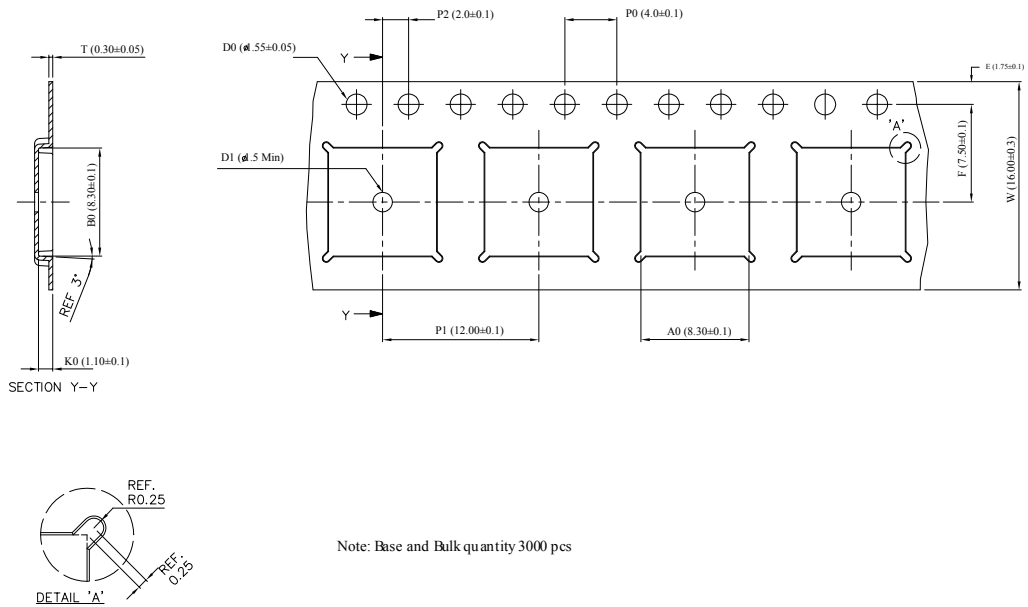 P2 (2.0±0.1)
P0 (4.0±0.1)
T (0.30±0.05)
D0 (ø1.55±0.05)
Y
E (1.75±0.1)
'A'
D1 (ø1.5 Min)
B0 (8.30±0.1)
F (7.50±0.1)
W (16.00±0.3)
REF 3°
Y
P1 (12.00±0.1)
A0 (8.30±0.1)
K0 (1.10±0.1)
SECTION Y-Y
REF.
R0.25
REF.
0.25
DETAIL 'A'
Note: Base and Bulk quantity 3000 pcs